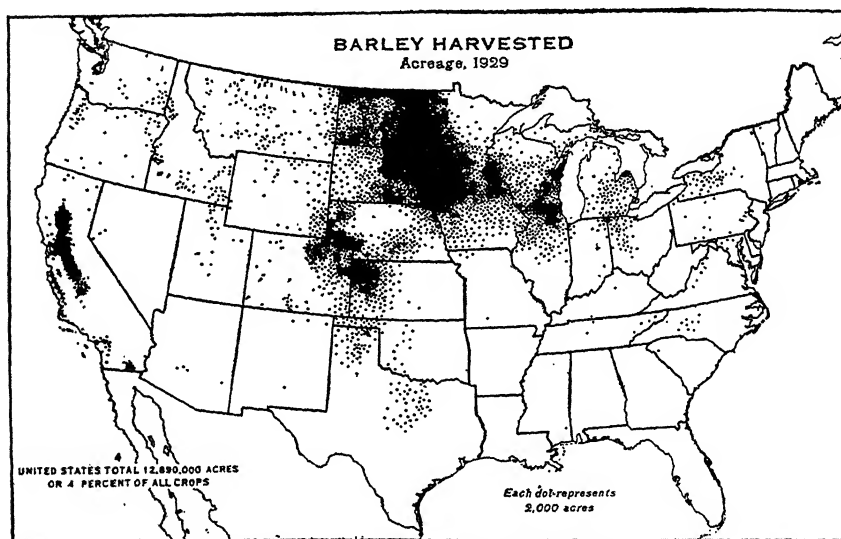 BARLEY HARVESTED
Acreage, 1929
4
UNITED STATES TOTAL 12,890,000 ACRES
OR 4 PERCENT OF ALL CROPS
Each dot represents
2,000 acres